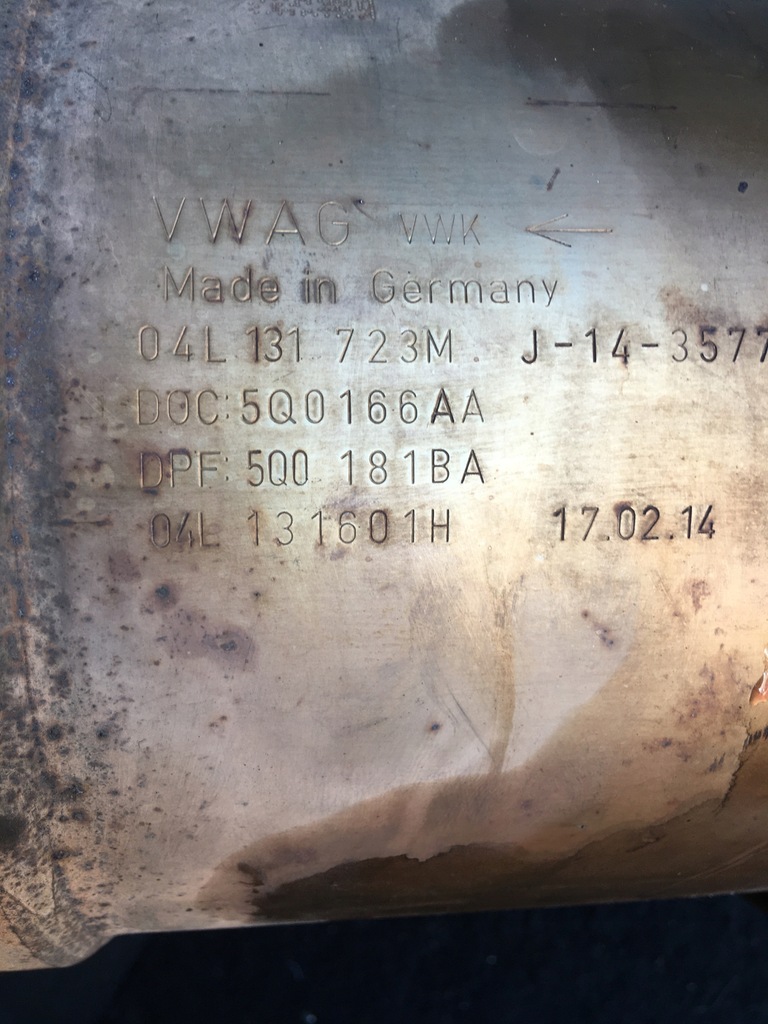 VWAG VWK ←
Made in Germany
04L 131 723M J-14-3577
DOC:5Q0166AA
DPF:5Q0 181BA
04L 131601H 17.02.14